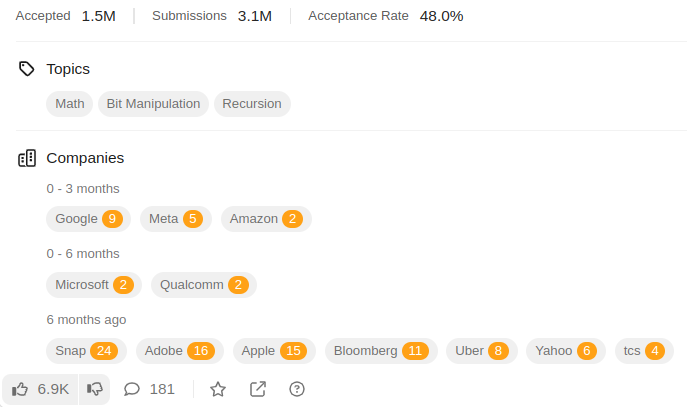 Accepted 1.5M Submissions 3.1M Acceptance Rate 48.0%
Topics
Math Bit Manipulation Recursion
Companies
0 - 3 months
Google 9 Meta 5 Amazon 2
0 - 6 months
Microsoft 2 Qualcomm 2
6 months ago
Snap 24 Adobe 16 Apple 15 Bloomberg 11 Uber 8 Yahoo 6 tcs 4
6.9K 181